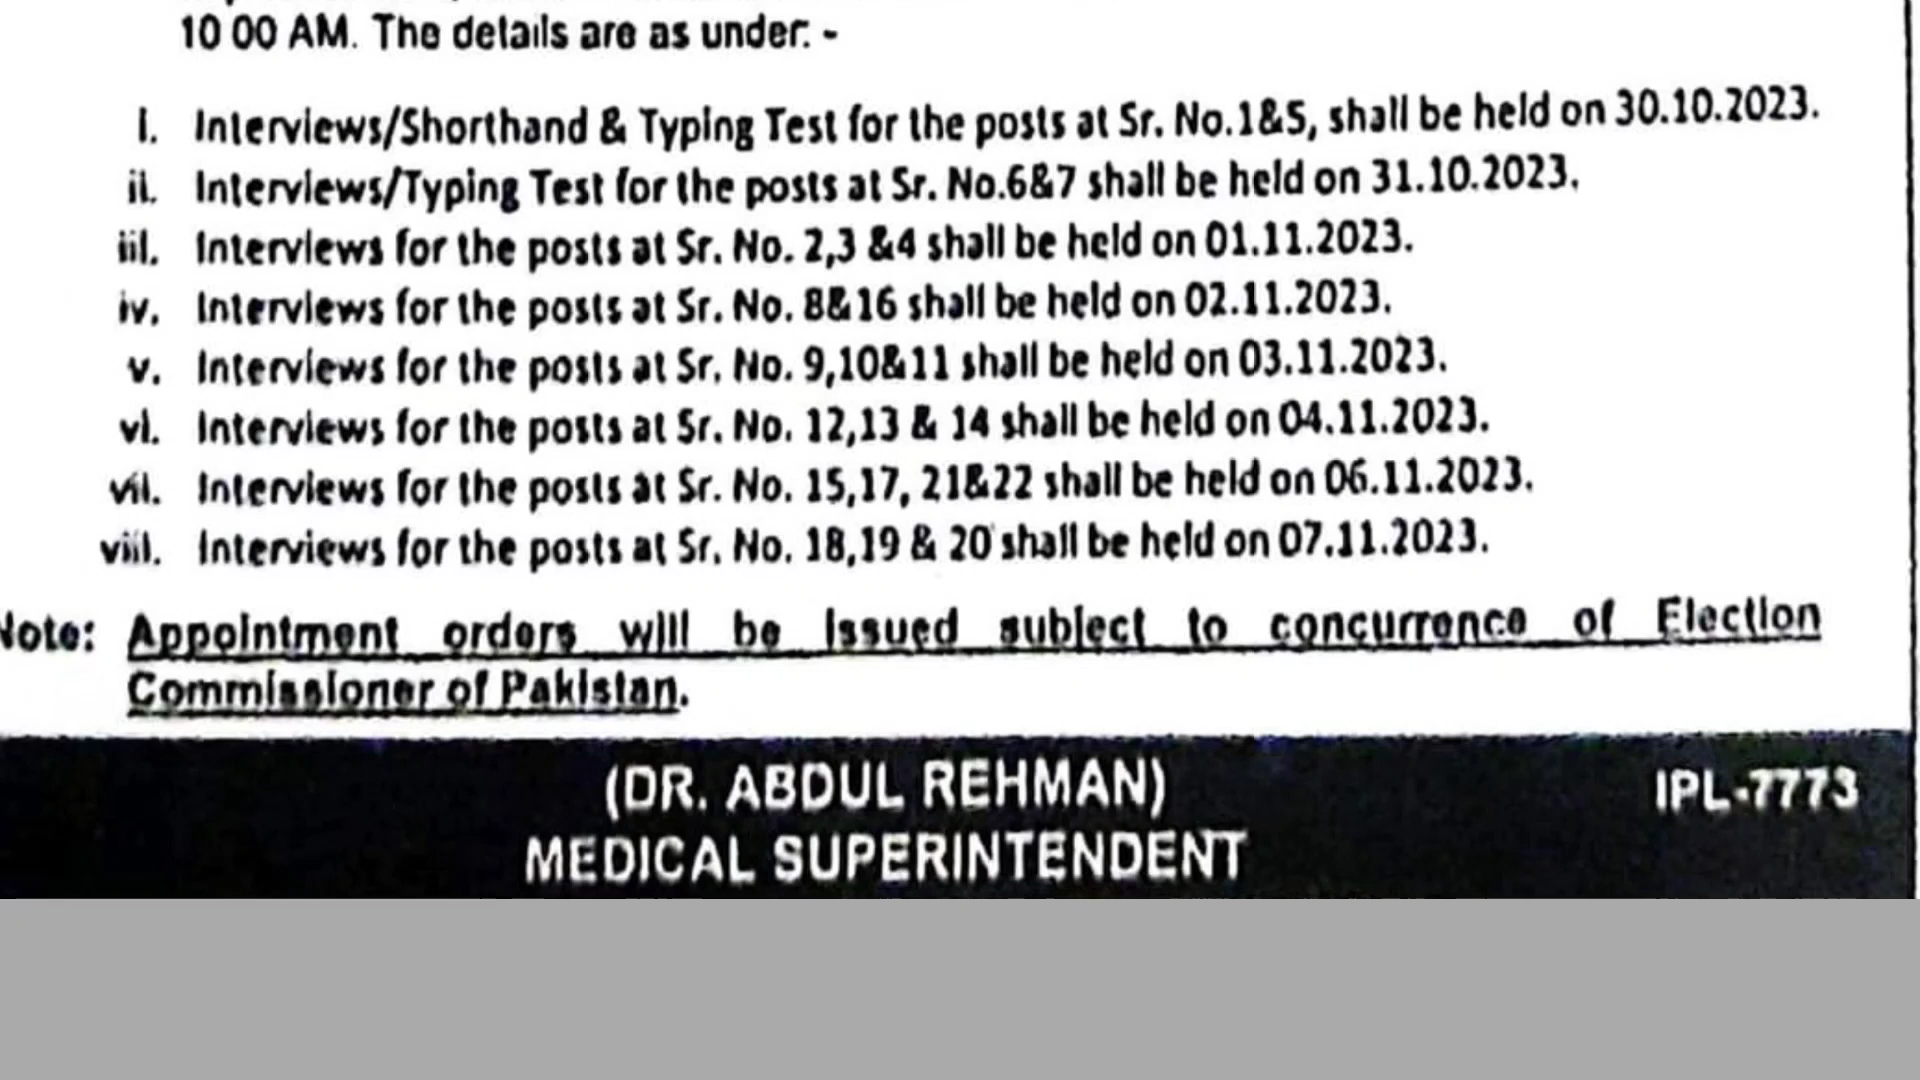 10 00 AM. The details are as under: -
i. Interviews/Shorthand & Typing Test for the posts at Sr. No.1&5, shall be held on 30.10.2023.
ii. Interviews/Typing Test for the posts at Sr. No.6&7 shall be held on 31.10.2023.
iii. Interviews for the posts at Sr. No. 2,3 &4 shall be held on 01.11.2023.
iv. Interviews for the posts at Sr. No. 8&16 shall be held on 02.11.2023.
v. Interviews for the posts at Sr. No. 9,10&11 shall be held on 03.11.2023.
vi. Interviews for the posts at Sr. No. 12,13 & 14 shall be held on 04.11.2023.
vii. Interviews for the posts at Sr. No. 15,17, 21&22 shall be held on 06.11.2023.
viii. Interviews for the posts at Sr. No. 18,19 & 20 shall be held on 07.11.2023.
Note: Appointment orders will be issued subject to concurrence of Election
Commissioner of Pakistan.
(DR. ABDUL REHMAN) IPL-7773
MEDICAL SUPERINTENDENT